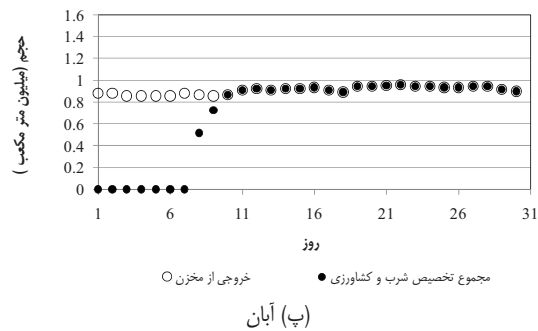 1.6
1.4
1.2
1
0.8
0.6
0.4
0.2
0
حجم (میلیون متر مکعب )
1 6 11 16 21 26 31
روز
مجموع تخصیص شرب و کشاورزی خروجی از مخزن
(پ) آبان